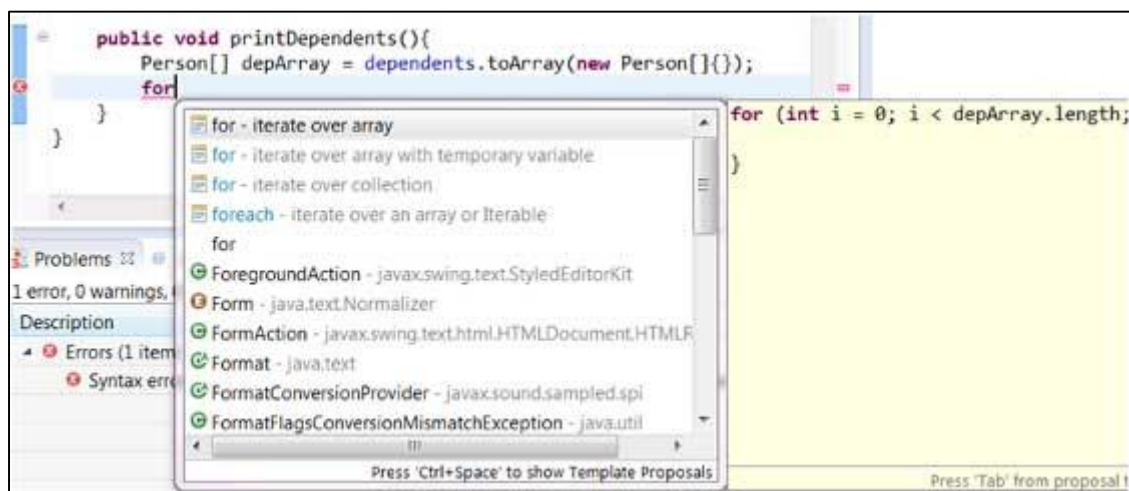 public void printDependents(){
Person[] depArray = dependents.toArray(new Person[]{});
for
}
}
for - iterate over array
for - iterate over array with temporary variable
for - iterate over collection
foreach - iterate over an array or Iterable
for
ForegroundAction - javax.swing.text.StyledEditorKit
Form - java.text.Normalizer
FormAction - javax.swing.text.html.HTMLDocument.HTMLR
Format - java.text
FormatConversionProvider - javax.sound.sampled.spi
FormatFlagsConversionMismatchException - java.util
Press 'Ctrl+Space' to show Template Proposals
for (int i = 0; i < depArray.length;
}
Press 'Tab' from proposal t
Problems
1 error, 0 warnings,
Description
Errors (1 item
Syntax erro